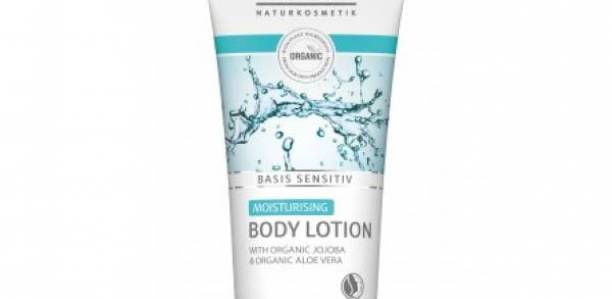 NATURKOSMETIK
ORGANIC
BASIS SENSITIV
MOISTURISING
BODY LOTION
WITH ORGANIC JOJOBA
& ORGANIC ALOE VERA